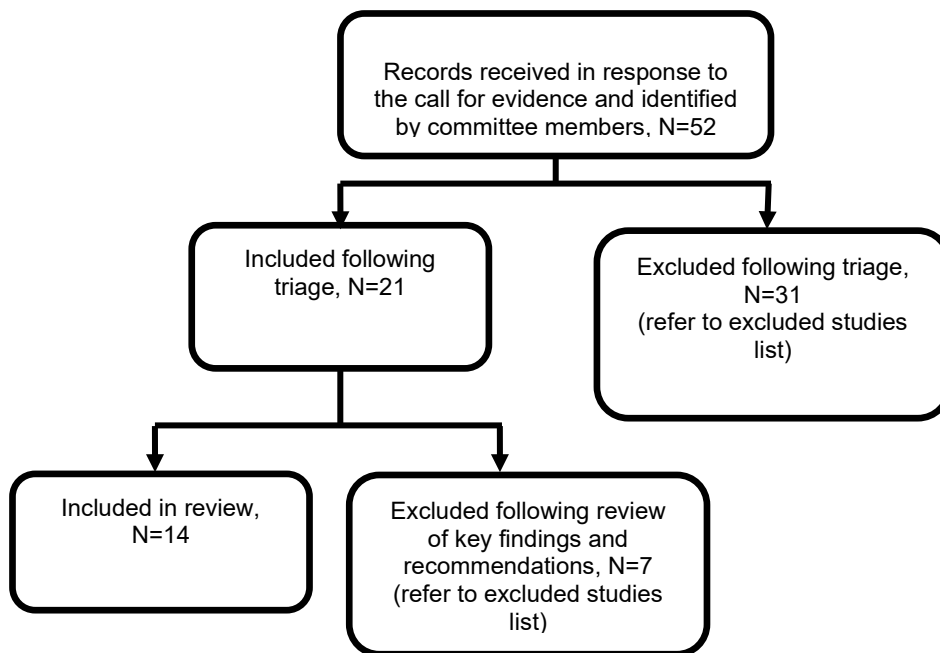 Records received in response to
the call for evidence and identified
by committee members, N=52
Included following
triage, N=21
Excluded following triage,
N=31
(refer to excluded studies
list)
Included in review,
N=14
Excluded following review
of key findings and
recommendations, N=7
(refer to excluded studies
list)